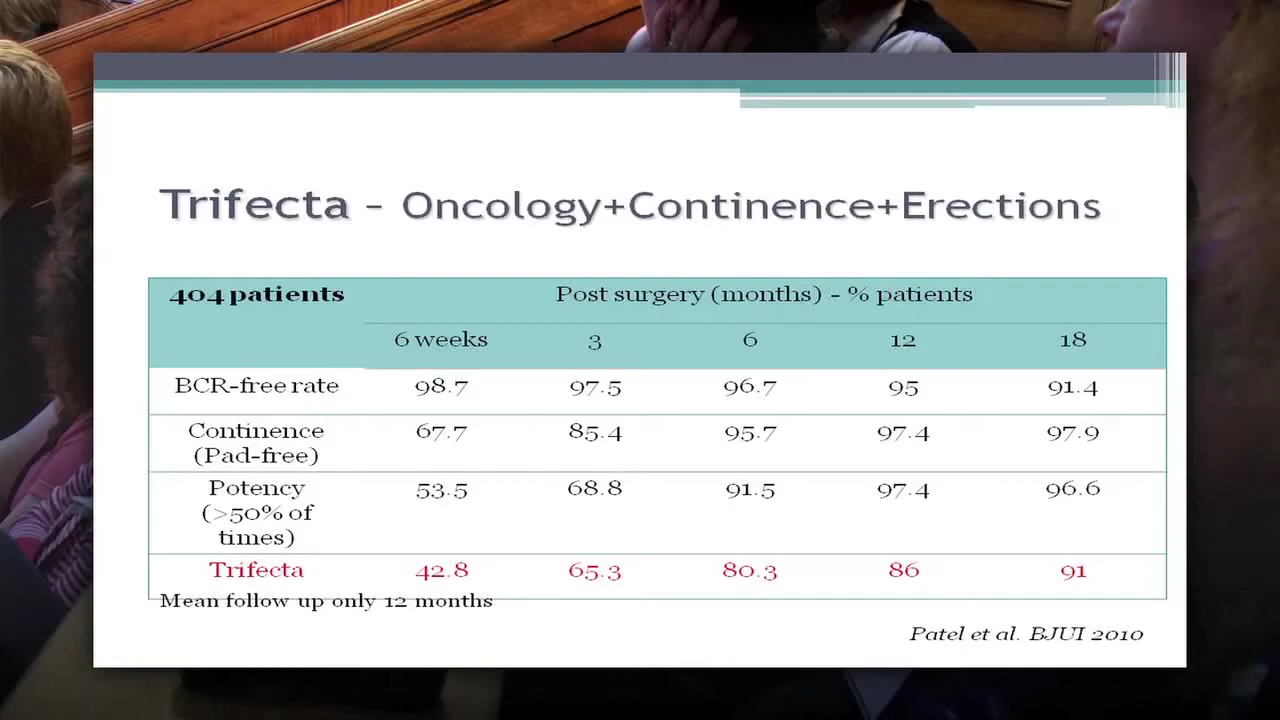 Trifecta – Oncology+Continence+Erections
404 patients Post surgery (months) - % patients
6 weeks 3 6 12 18
BCR-free rate 98.7 97.5 96.7 95 91.4
Continence 67.7 85.4 95.7 97.4 97.9
(Pad-free)
Potency 53.5 68.8 91.5 97.4 96.6
(>50% of
times)
Trifecta 42.8 65.3 80.3 86 91
Mean follow up only 12 months
Patel et al. BJUI 2010